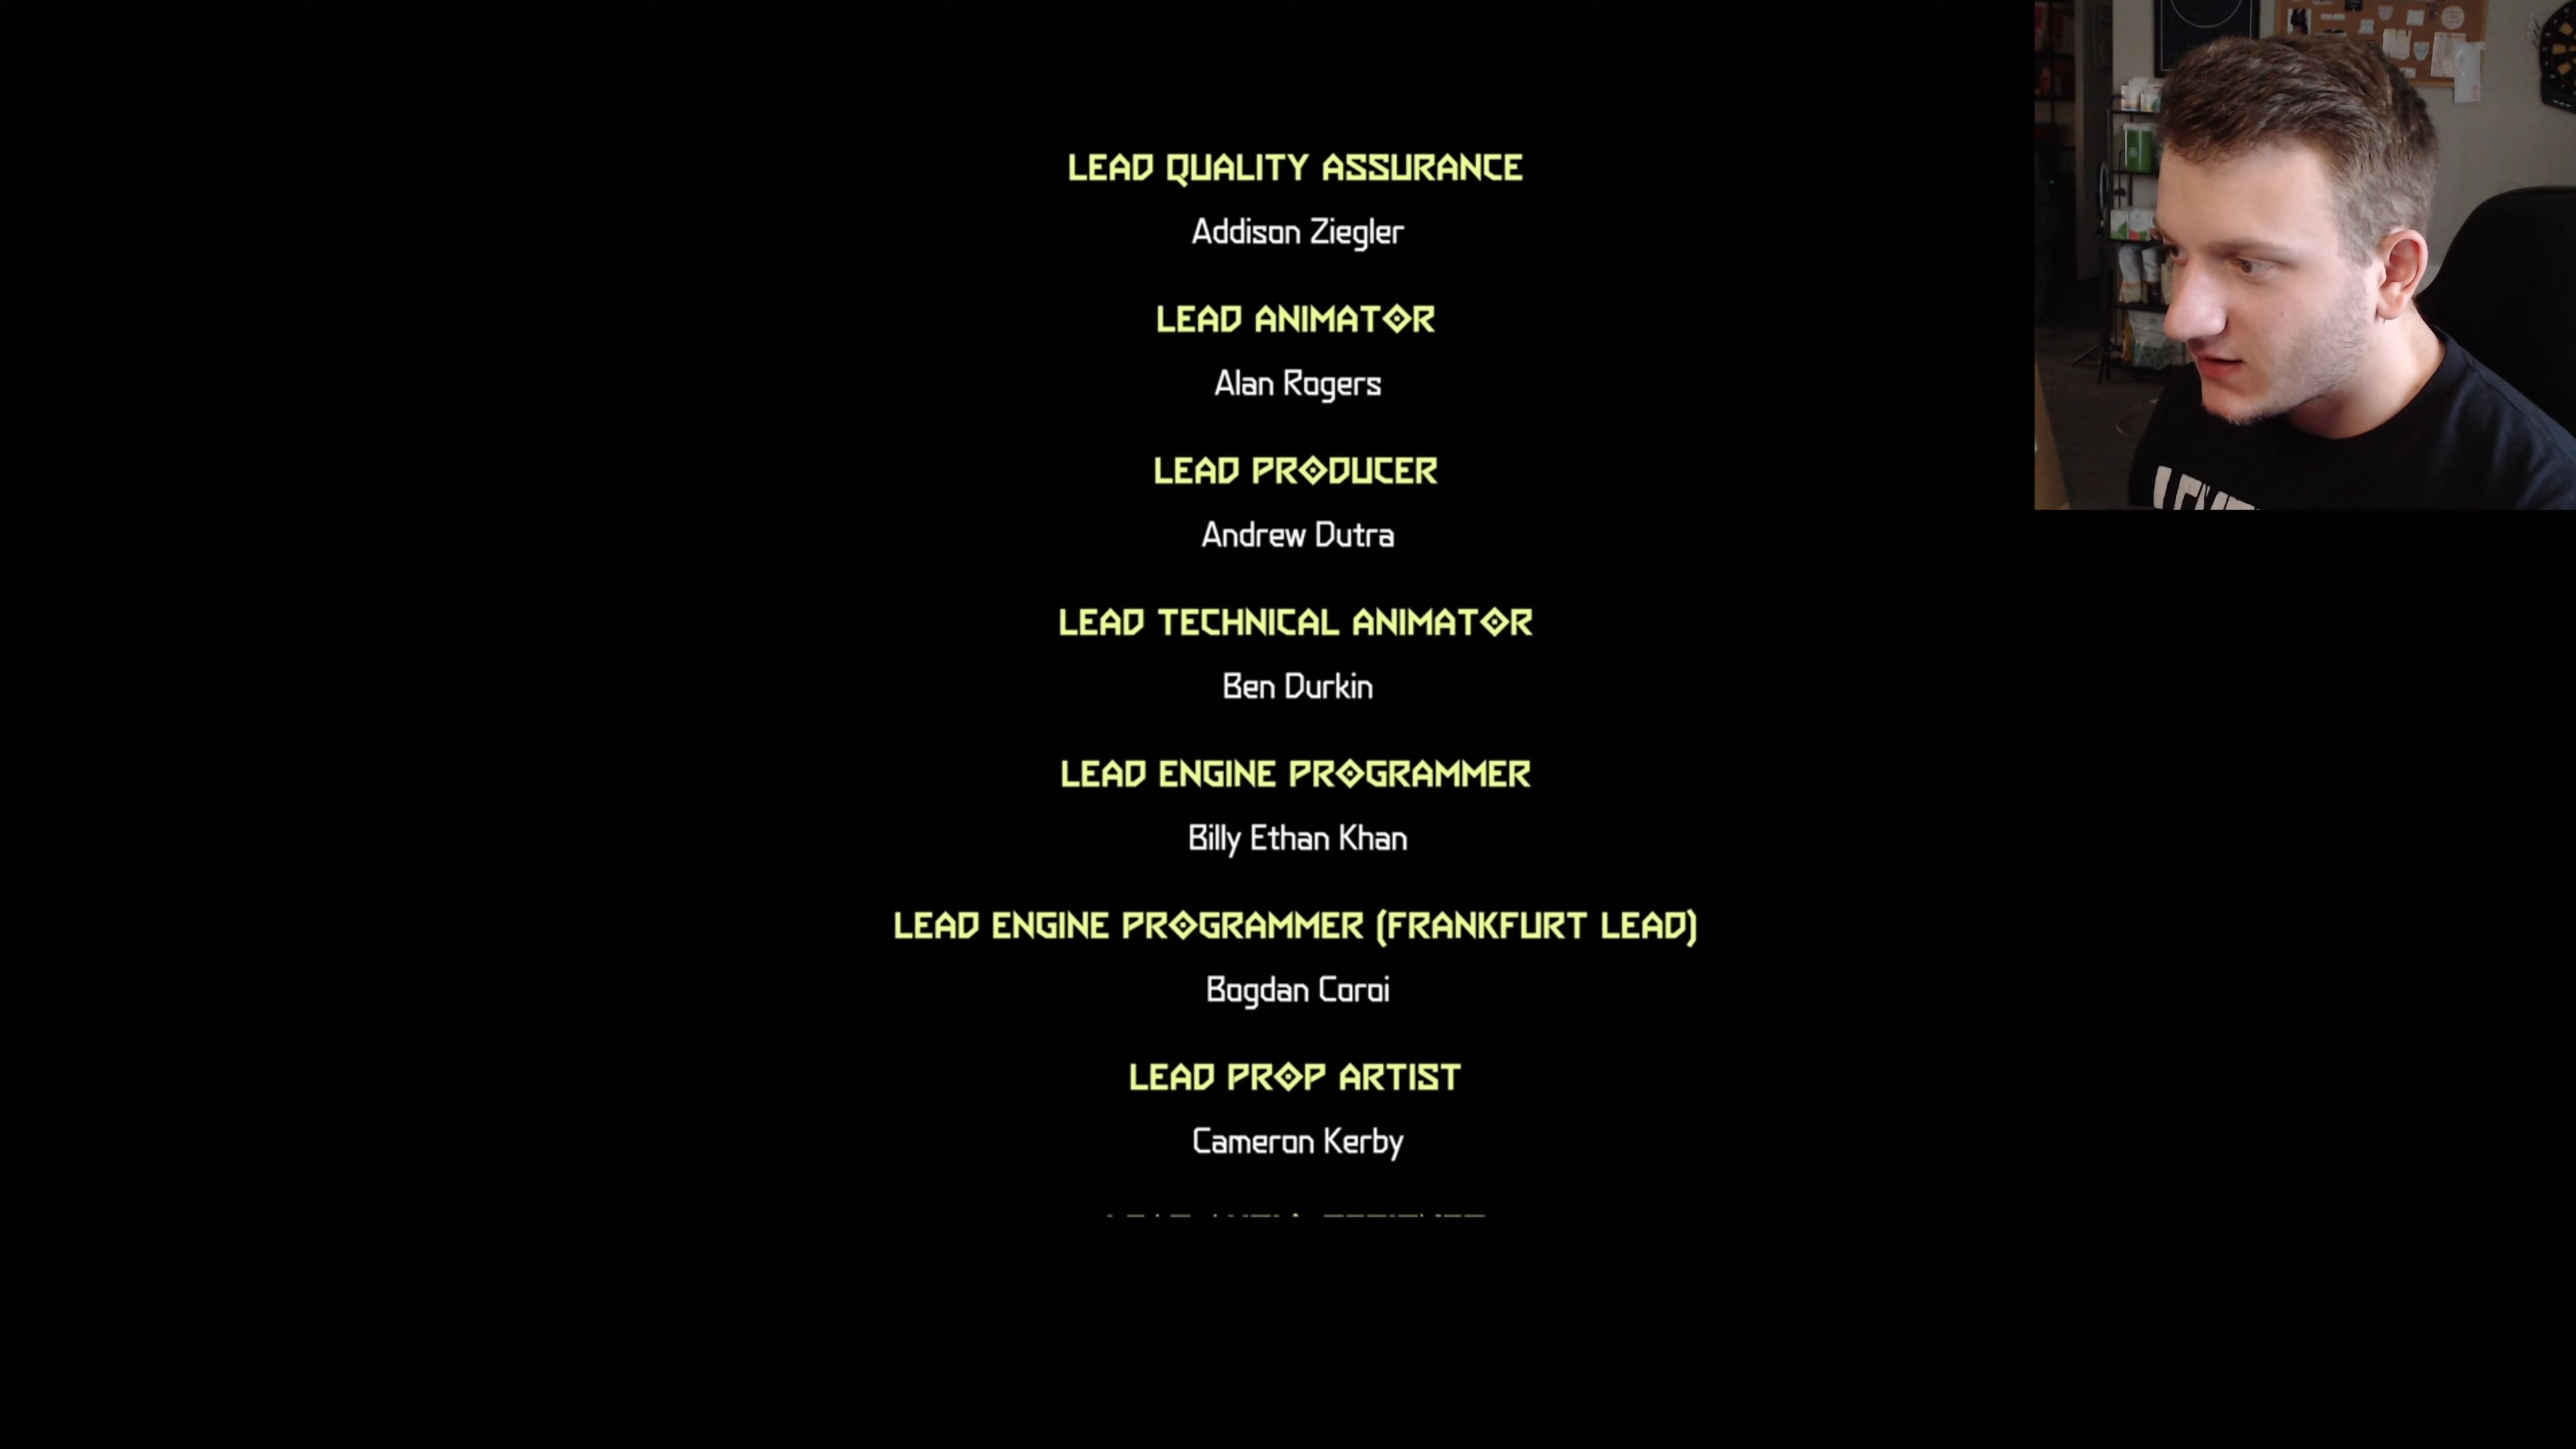 LEAD QUALITY ASSURANCE
Addison Ziegler
LEAD ANIMATOR
Alan Rogers
LEAD PRODUCER
Andrew Dutra
LEAD TECHNICAL ANIMATOR
Ben Durkin
LEAD ENGINE PROGRAMMER
Billy Ethan Khan
LEAD ENGINE PROGRAMMER (FRANKFURT LEAD)
Bogdan Coroi
LEAD PROP ARTIST
Cameron Kerby